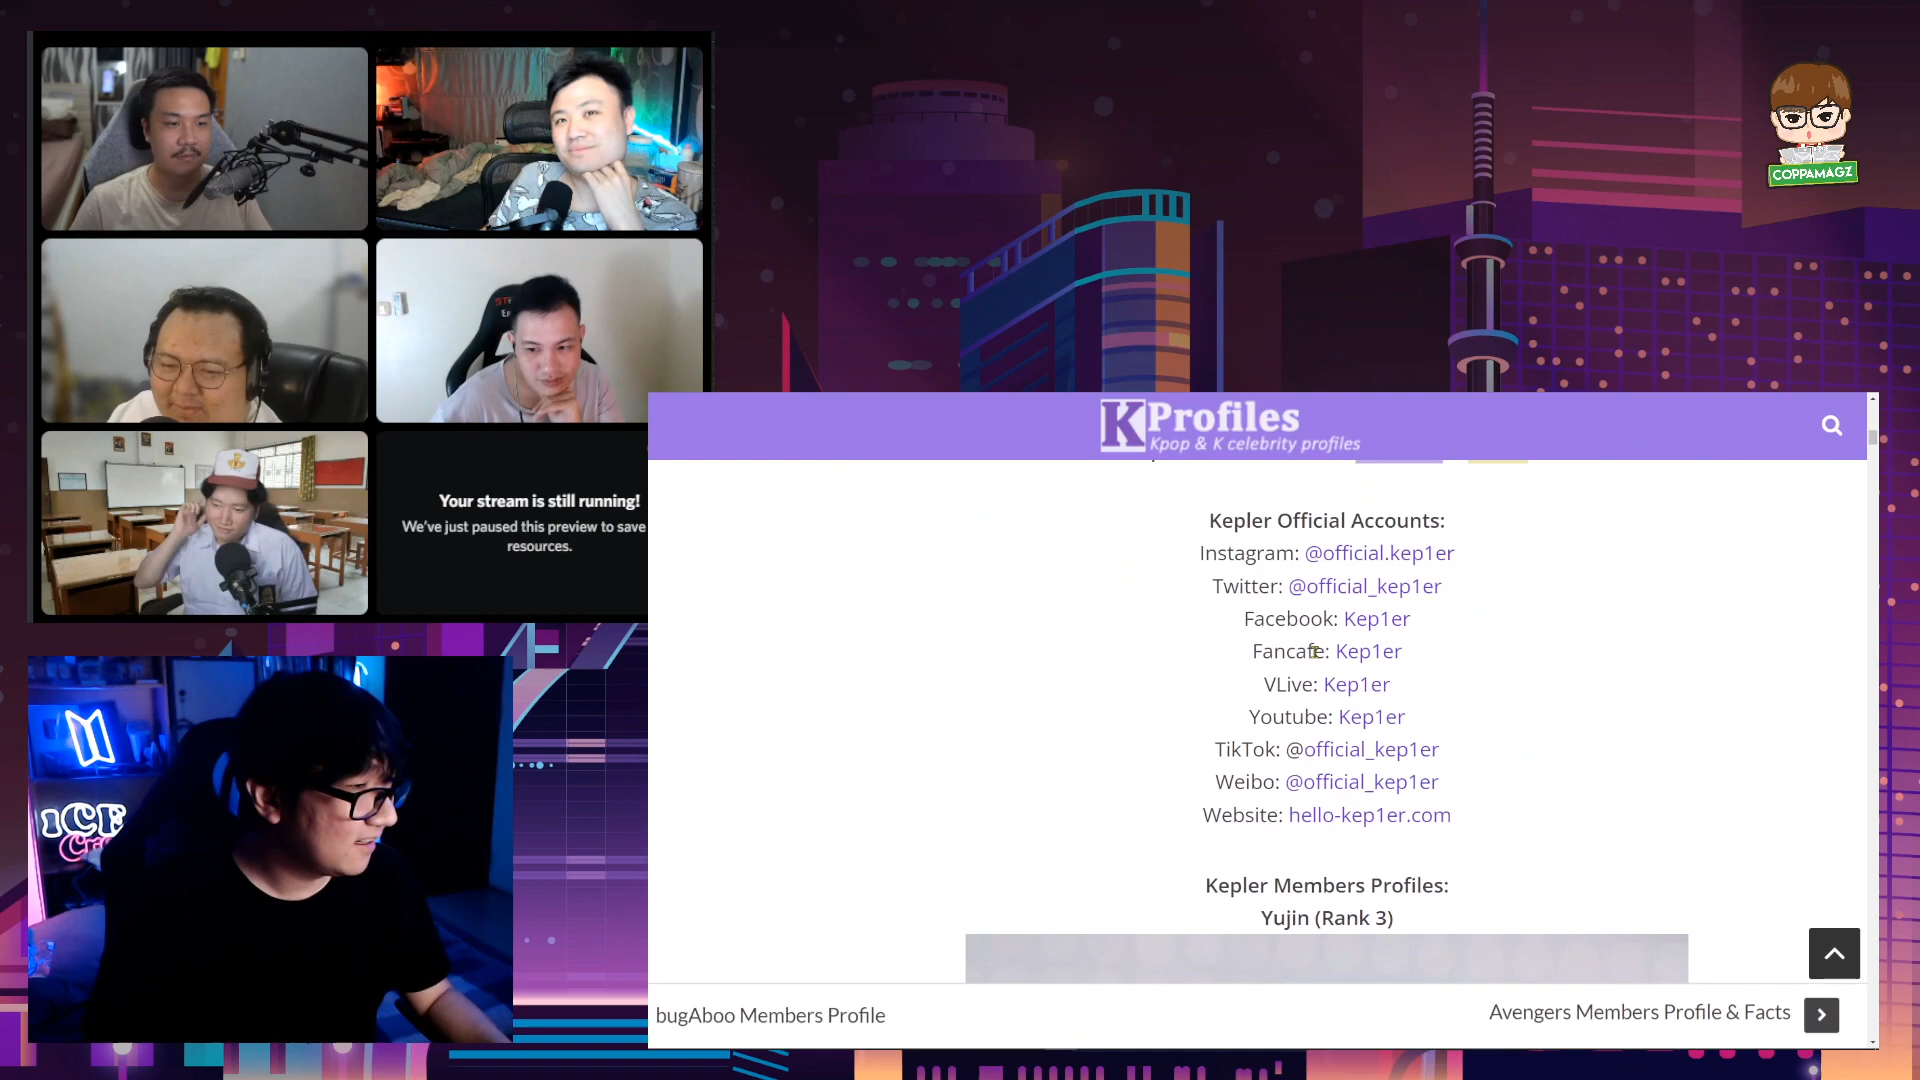 COPPAMAGZ
Your stream is still running!
We've just paused this preview to save
resources.
KProfiles
Kpop & K celebrity profiles
Kepler Official Accounts:
Instagram: @official.kep1er
Twitter: @official_kep1er
Facebook: Kep1er
Fancafe: Kep1er
VLive: Kep1er
Youtube: Kep1er
TikTok: @official_kep1er
Weibo: @official_kep1er
Website: hello-kep1er.com
Kepler Members Profiles:
Yujin (Rank 3)
bugAboo Members Profile
Avengers Members Profile & Facts
ICE